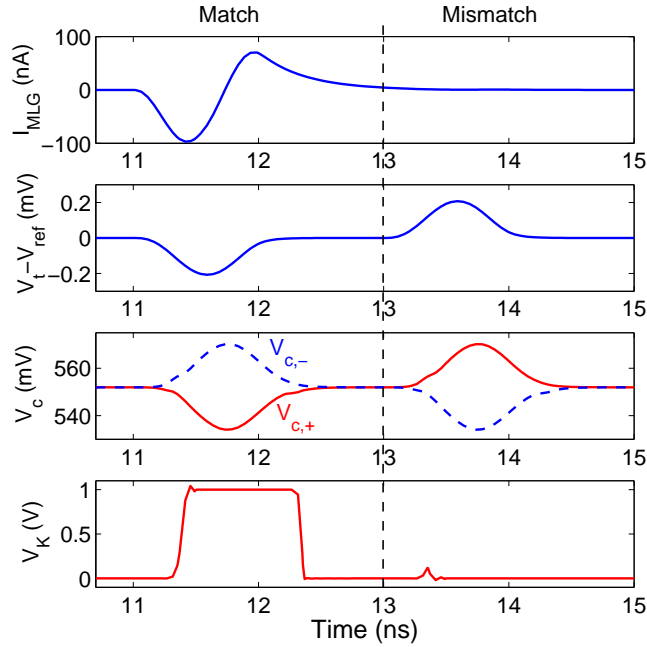 Match Mismatch
100
0
−100
I_MLG (nA)
11 12 13 14 15
0.2
0
−0.2
V_t−V_ref (mV)
11 12 13 14 15
560
540
V_c (mV)
V_c,−
V_c,+
11 12 13 14 15
1
0.5
0
V_K (V)
11 12 13 14 15
Time (ns)